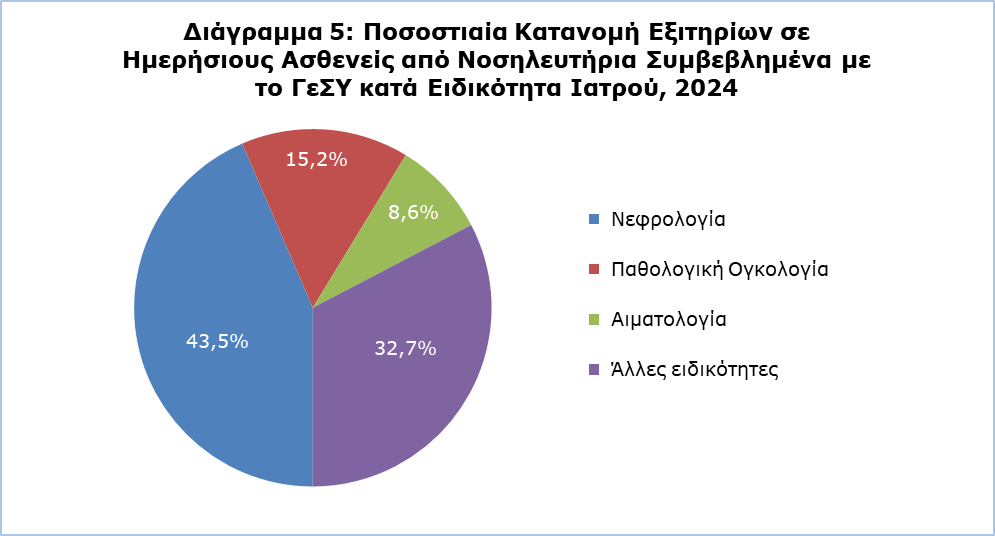 Διάγραμμα 5: Ποσοστιαία Κατανομή Εξιτηρίων σε
Ημερήσιους Ασθενείς από Νοσηλευτήρια Συμβεβλημένα με
το ΓεΣΥ κατά Ειδικότητα Ιατρού, 2024
15,2%
8,6%
43,5%
32,7%
Νεφρολογία
Παθολογική Ογκολογία
Αιματολογία
Άλλες ειδικότητες